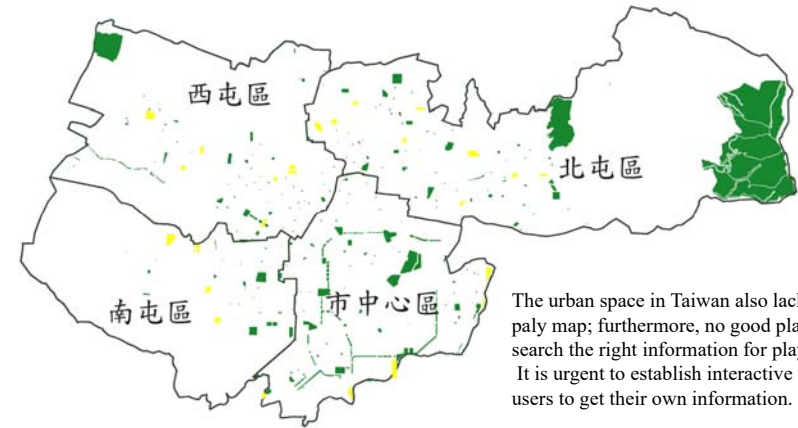 西屯區
北屯區
南屯區
市中心區
The urban space in Taiwan also lack
paly map; furthermore, no good pla
search the right information for play
It is urgent to establish interactive
users to get their own information.